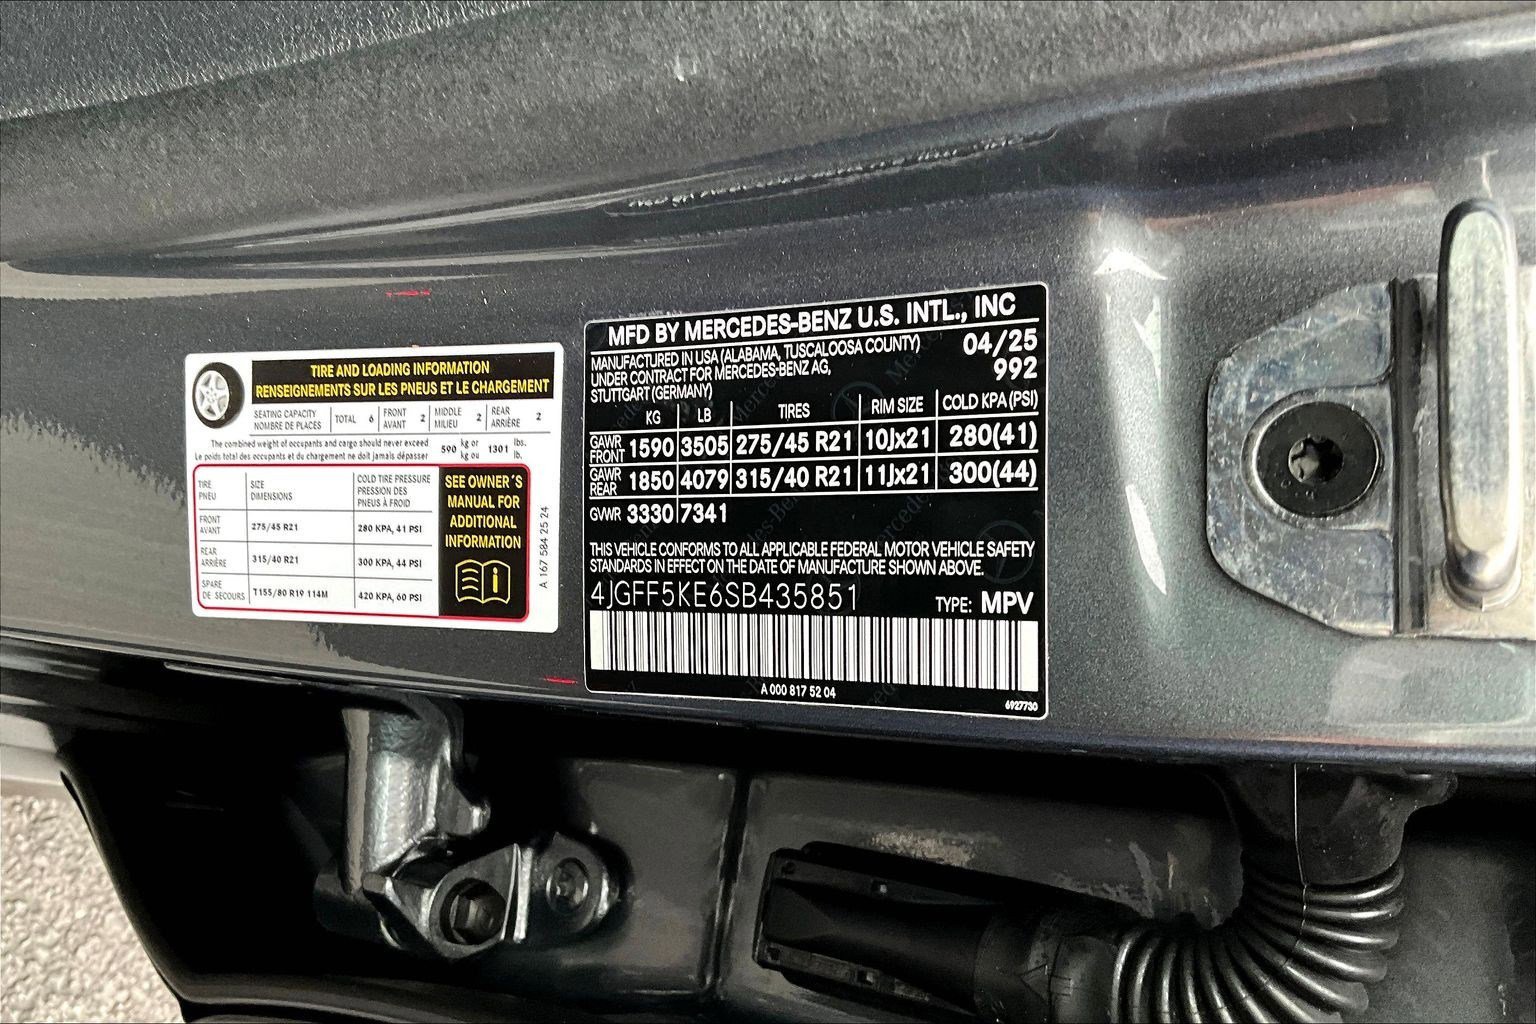 TIRE AND LOADING INFORMATION
RENSEIGNEMENTS SUR LES PNEUS ET LE CHARGEMENT
SEATING CAPACITY
NOMBRE DE PLACES
TOTAL 6
FRONT
AVANT 2
MIDDLE
MILIEU 2
REAR
ARRIÈRE 2
The combined weight of occupants and cargo should never exceed
Le poids total des occupants et du chargement ne doit jamais dépasser
590 kg or
kg ou
1301 lbs.
lb.
TIRE
PNEU
SIZE
DIMENSIONS
COLD TIRE PRESSURE
PRESSION DES
PNEUS À FROID
FRONT
AVANT
275/45 R21
280 KPA, 41 PSI
REAR
ARRIÈRE
315/40 R21
300 KPA, 44 PSI
SPARE
DE SECOURS
T155/80 R19 114M
420 KPA, 60 PSI
SEE OWNER´S
MANUAL FOR
ADDITIONAL
INFORMATION
A 167 584 25 24
MFD BY MERCEDES-BENZ U.S. INTL., INC
MANUFACTURED IN USA (ALABAMA, TUSCALOOSA COUNTY)
UNDER CONTRACT FOR MERCEDES-BENZ AG,
STUTTGART (GERMANY)
04/25
992
KG LB TIRES RIM SIZE COLD KPA (PSI)
GAWR
FRONT 1590 3505 275/45 R21 10Jx21 280(41)
GAWR
REAR 1850 4079 315/40 R21 11Jx21 300(44)
GVWR 3330 7341
THIS VEHICLE CONFORMS TO ALL APPLICABLE FEDERAL MOTOR VEHICLE SAFETY
STANDARDS IN EFFECT ON THE DATE OF MANUFACTURE SHOWN ABOVE.
4JGFF5KE6SB435851
TYPE: MPV
A 000 817 52 04
6927730